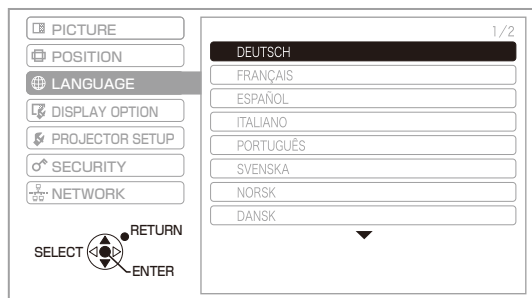 PICTURE
POSITION
LANGUAGE
DISPLAY OPTION
PROJECTOR SETUP
SECURITY
NETWORK
RETURN
SELECT
ENTER
1/2
DEUTSCH
FRANÇAIS
ESPAÑOL
ITALIANO
PORTUGUÊS
SVENSKA
NORSK
DANSK